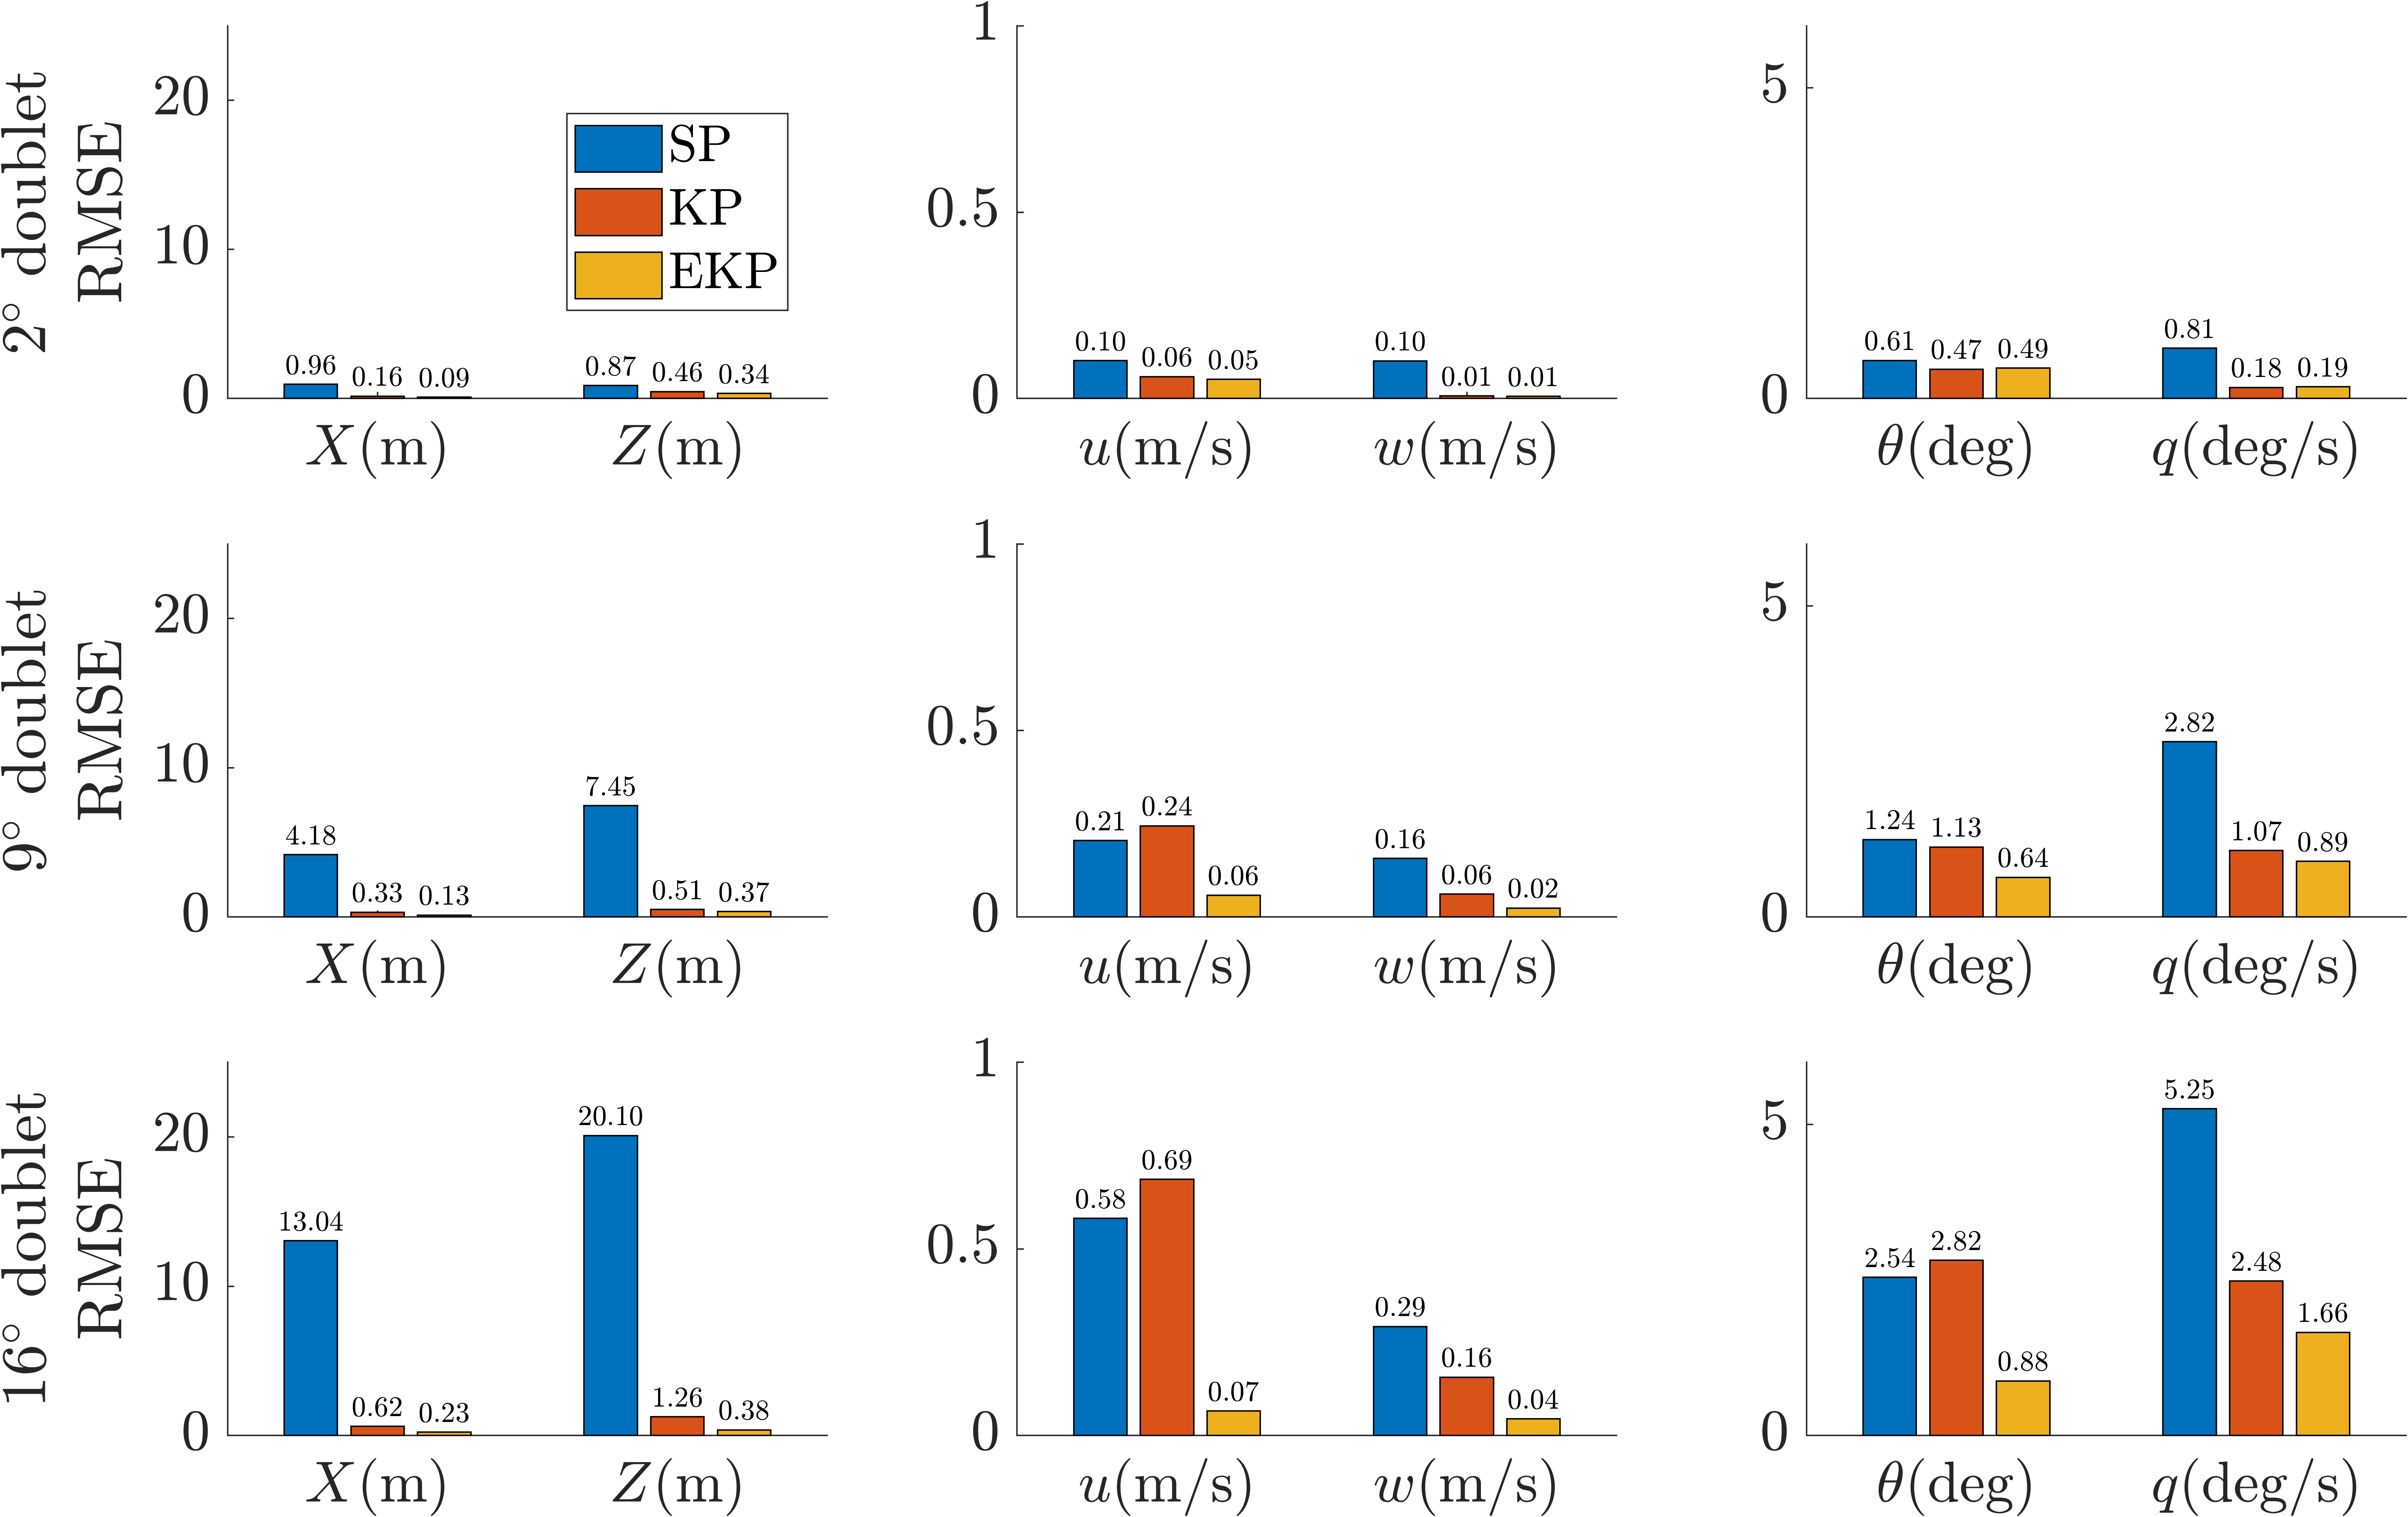 2° doublet
RMSE
20
10
0
SP
KP
EKP
0.96
0.16
0.09
0.87
0.46
0.34
X(m)
Z(m)
1
0.5
0
0.10
0.06
0.05
0.10
0.01
0.01
u(m/s)
w(m/s)
5
0
0.61
0.47
0.49
0.81
0.18
0.19
θ(deg)
q(deg/s)
9° doublet
RMSE
20
10
0
4.18
0.33
0.13
7.45
0.51
0.37
X(m)
Z(m)
1
0.5
0
0.21
0.24
0.06
0.16
0.06
0.02
u(m/s)
w(m/s)
5
0
1.24
1.13
0.64
2.82
1.07
0.89
θ(deg)
q(deg/s)
16° doublet
RMSE
20
10
0
13.04
0.62
0.23
20.10
1.26
0.38
X(m)
Z(m)
1
0.5
0
0.58
0.69
0.07
0.29
0.16
0.04
u(m/s)
w(m/s)
5
0
2.54
2.82
0.88
5.25
2.48
1.66
θ(deg)
q(deg/s)